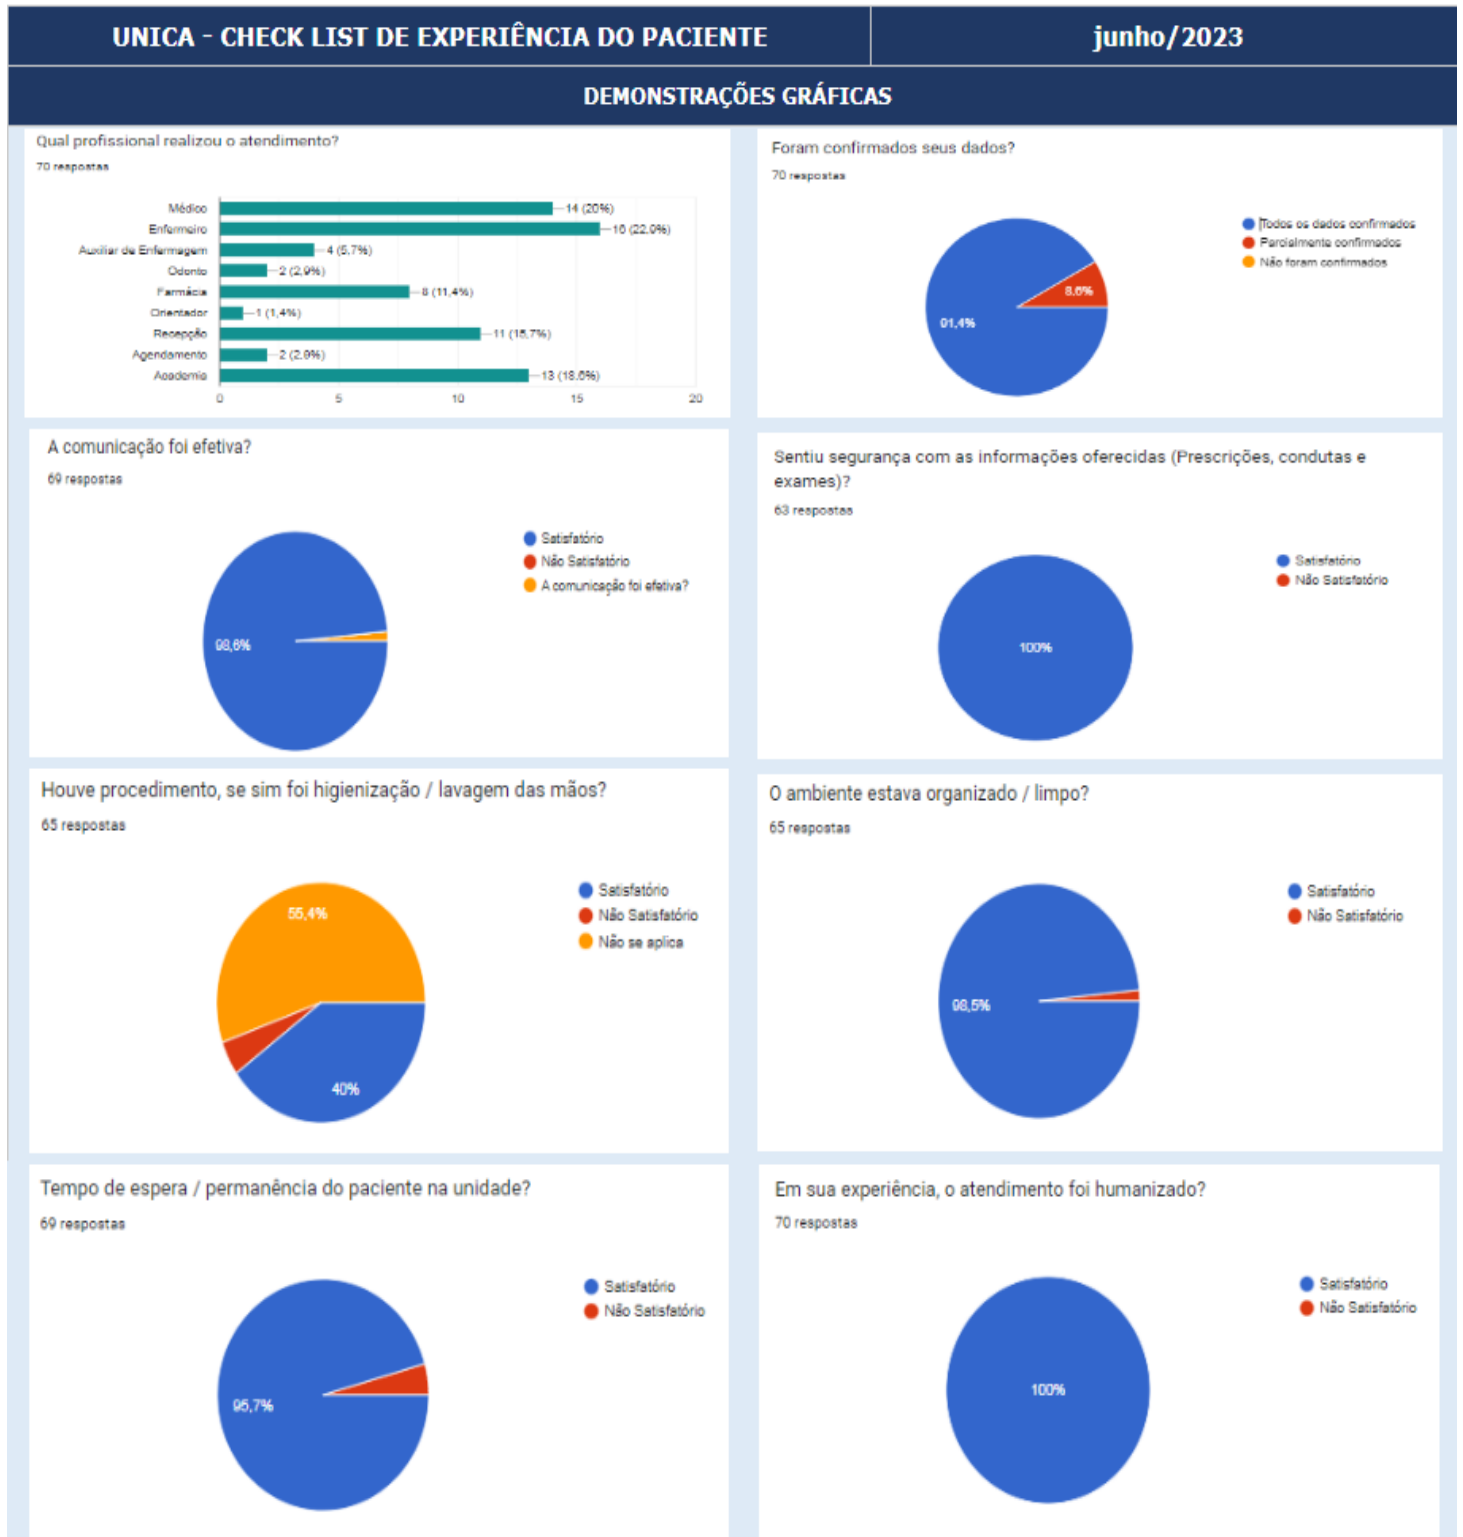 UNICA - CHECK LIST DE EXPERIÊNCIA DO PACIENTE
junho/2023
DEMONSTRAÇÕES GRÁFICAS
Qual profissional realizou o atendimento?
70 respostas
Médico
14 (20%)
Enfermeiro
16 (22,9%)
Auxiliar de Enfermagem
4 (5,7%)
Odonto
2 (2,9%)
Farmácia
8 (11,4%)
Orientador
1 (1,4%)
Recepção
11 (15,7%)
Agendamento
2 (2,9%)
Academia
13 (18,6%)
0
5
10
15
20
Foram confirmados seus dados?
70 respostas
Todos os dados confirmados
Parcialmente confirmados
Não foram confirmados
8,6%
91,4%
A comunicação foi efetiva?
69 respostas
Satisfatório
Não Satisfatório
A comunicação foi efetiva?
98,6%
Sentiu segurança com as informações oferecidas (Prescrições, condutas e
exames)?
63 respostas
Satisfatório
Não Satisfatório
100%
Houve procedimento, se sim foi higienização / lavagem das mãos?
65 respostas
Satisfatório
Não Satisfatório
Não se aplica
55,4%
40%
O ambiente estava organizado / limpo?
65 respostas
Satisfatório
Não Satisfatório
98,5%
Tempo de espera / permanência do paciente na unidade?
69 respostas
Satisfatório
Não Satisfatório
95,7%
Em sua experiência, o atendimento foi humanizado?
70 respostas
Satisfatório
Não Satisfatório
100%